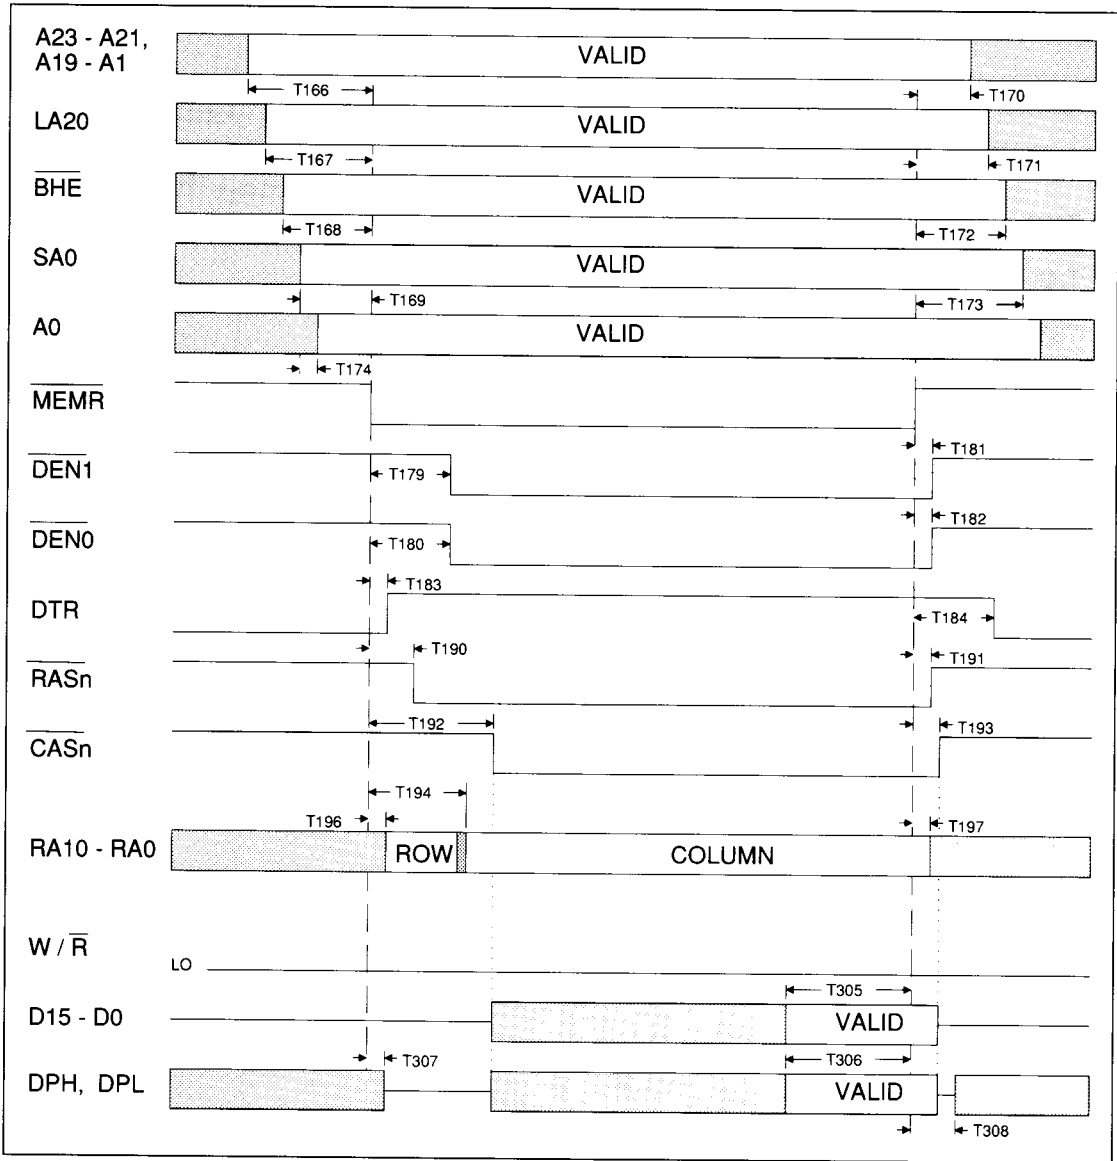 A23 - A21,
A19 - A1
VALID
T166
T170
LA20
VALID
T167
T171
BHE
VALID
T168
T172
SA0
VALID
T169
T173
A0
VALID
T174
MEMR
T181
DEN1
T179
T182
DEN0
T180
T183
DTR
T184
T190
T191
RASn
T192
T193
CASn
T194
T196
T197
RA10 - RA0
ROW
COLUMN
W / R
LO
T305
D15 - D0
VALID
T307
T306
DPH, DPL
VALID
T308